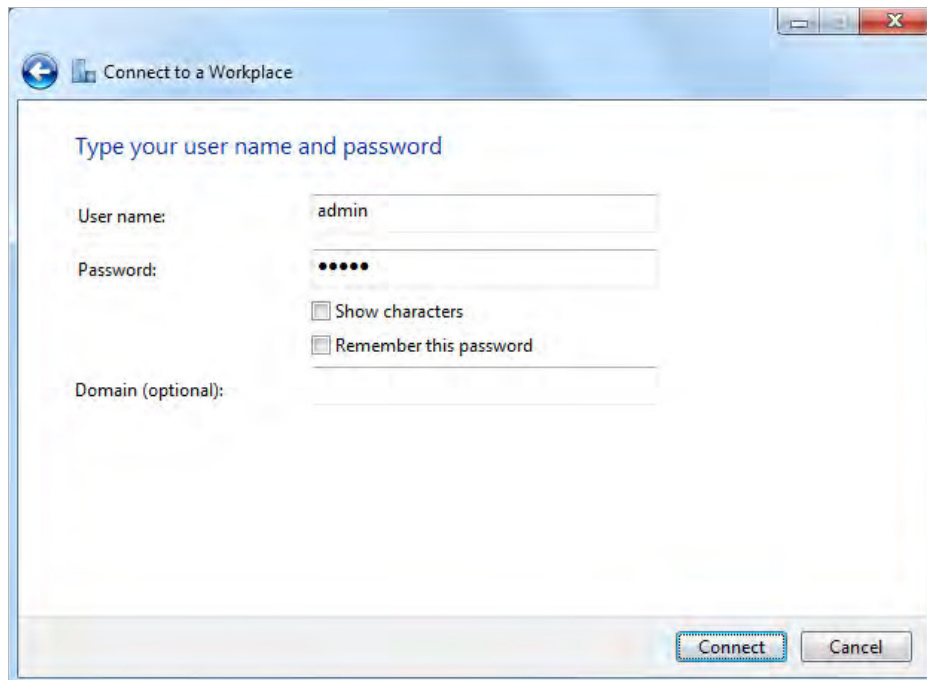 Connect to a Workplace
Type your user name and password
User name: admin
Password: •••••
Show characters
Remember this password
Domain (optional):
Connect Cancel